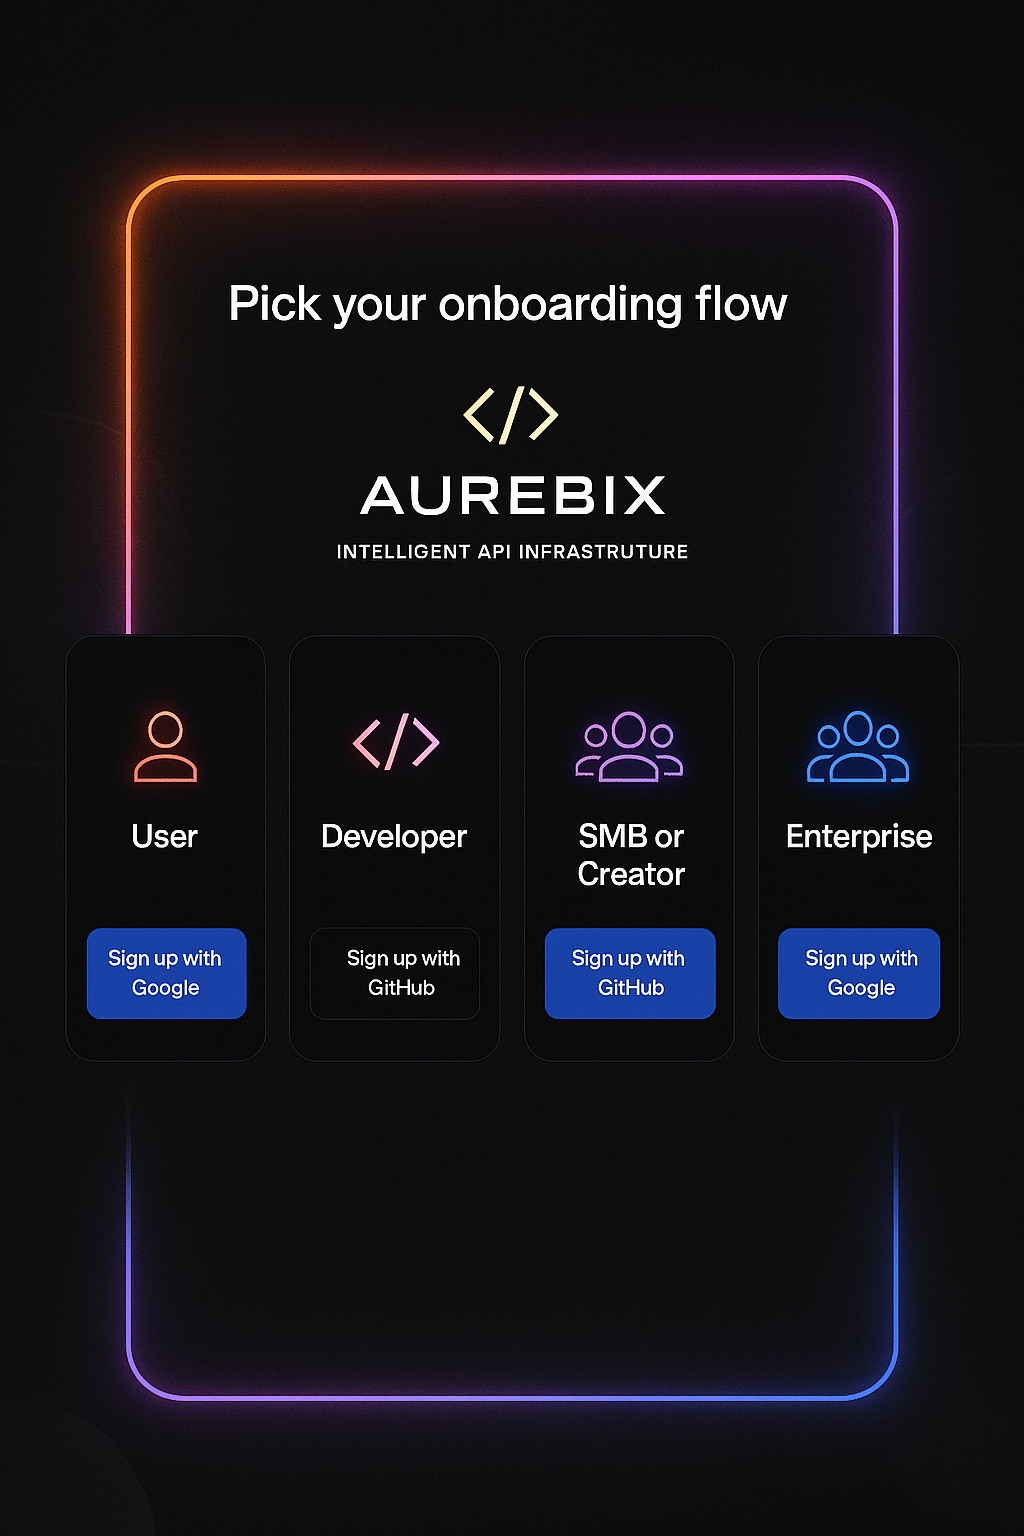 Pick your onboarding flow
</>
AUREBIX
INTELLIGENT API INFRASTRUTURE
User
Sign up with
Google
</>
Developer
Sign up with
GitHub
SMB or
Creator
Sign up with
GitHub
Enterprise
Sign up with
Google